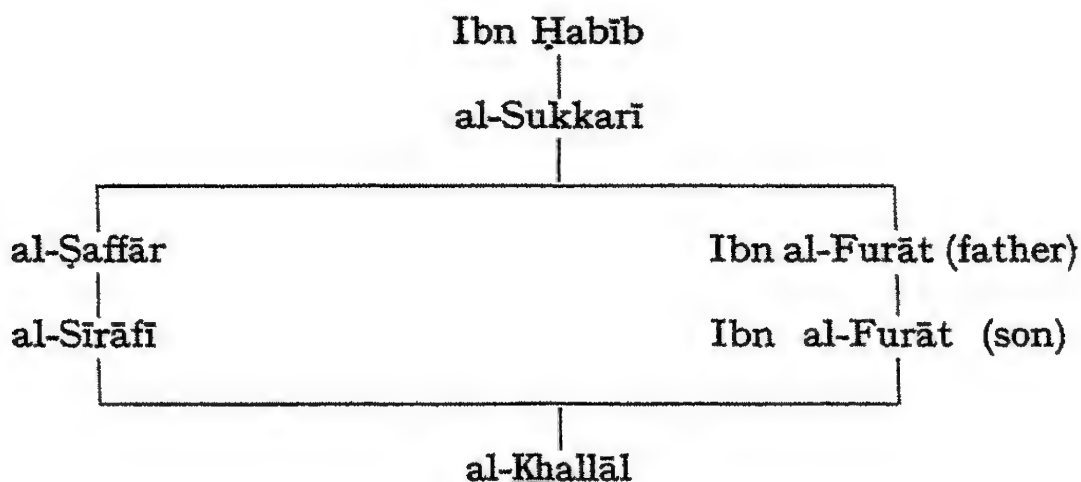 Ibn Ḥabīb
al-Sukkarī
al-Ṣaffār Ibn al-Furāt (father)
al-Sīrāfī Ibn al-Furāt (son)
al-Khallāl